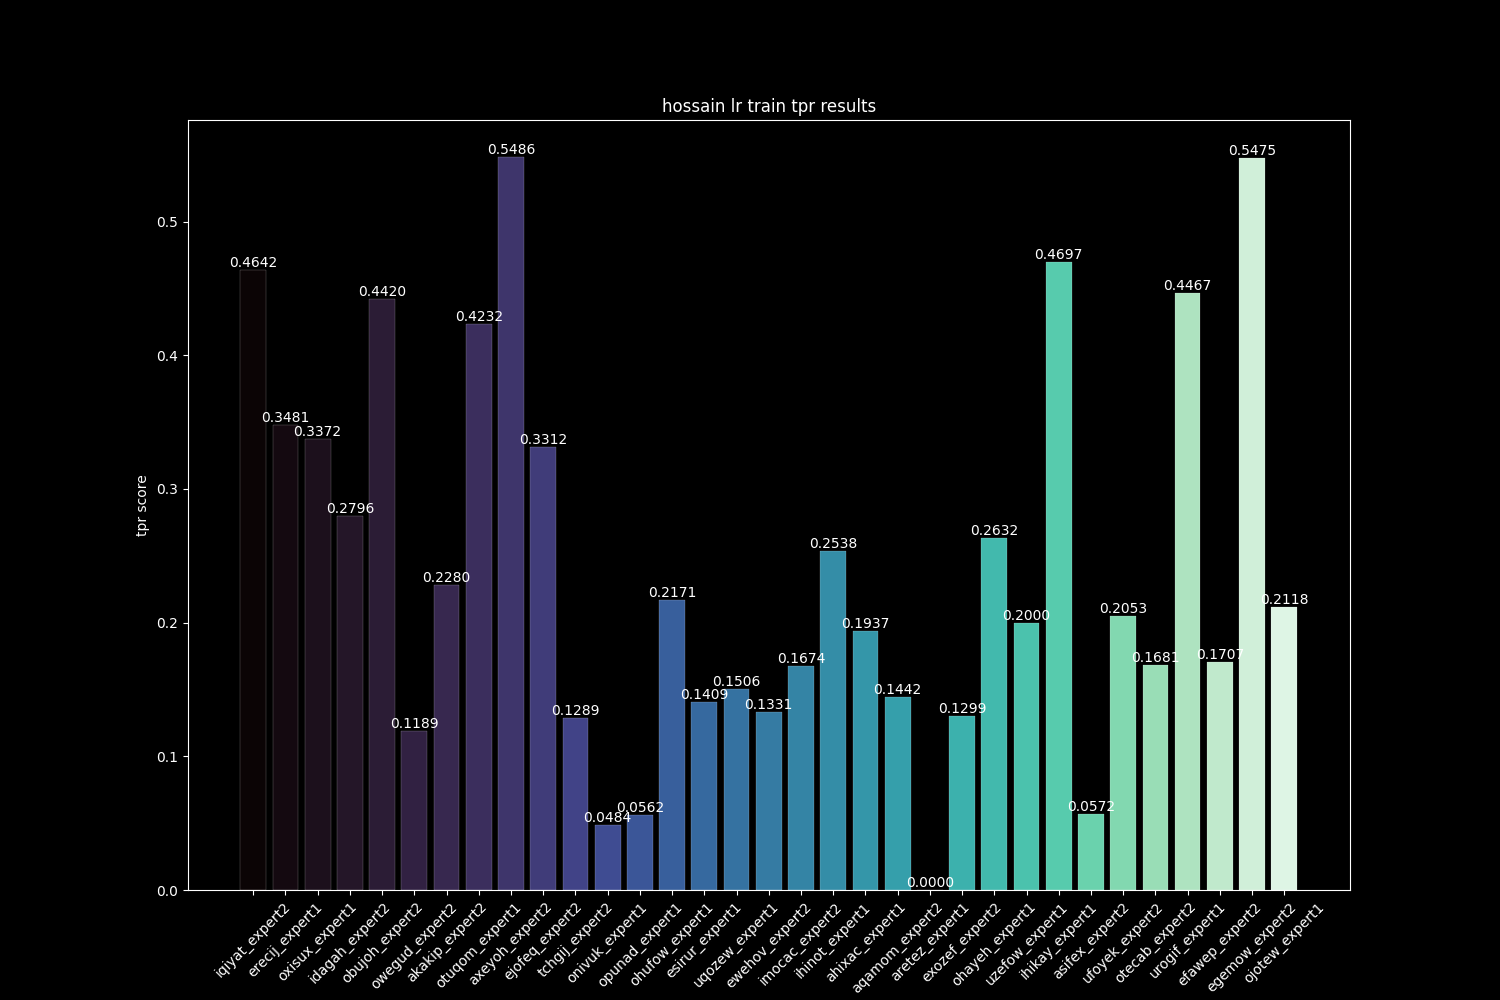 hossain lr train tpr results
tpr score
0.5
0.4
0.3
0.2
0.1
0.0
0.4642
0.3481
0.3372
0.2796
0.4420
0.1189
0.2280
0.4232
0.5486
0.3312
0.1289
0.0484
0.0562
0.2171
0.1409
0.1506
0.1331
0.1674
0.2538
0.1937
0.1442
0.0000
0.1299
0.2632
0.2000
0.4697
0.0572
0.2053
0.1681
0.4467
0.1707
0.5475
0.2118
iqjyat_expert2
erecij_expert1
oxisux_expert1
idagah_expert2
obujoh_expert2
owegud_expert2
akakip_expert2
otuqom_expert1
axeyoh_expert2
ejofeq_expert2
tchgjj_expert2
onivuk_expert1
opunad_expert1
ohufow_expert1
esirur_expert1
uqozew_expert1
ewehov_expert2
imocac_expert2
ihinot_expert1
ahixac_expert1
aqamom_expert2
aretez_expert1
exozef_expert2
ohayeh_expert1
uzefow_expert1
ihikay_expert1
asifex_expert2
ufoyek_expert2
otecab_expert2
urogif_expert1
efawep_expert2
egemow_expert2
ojotew_expert1